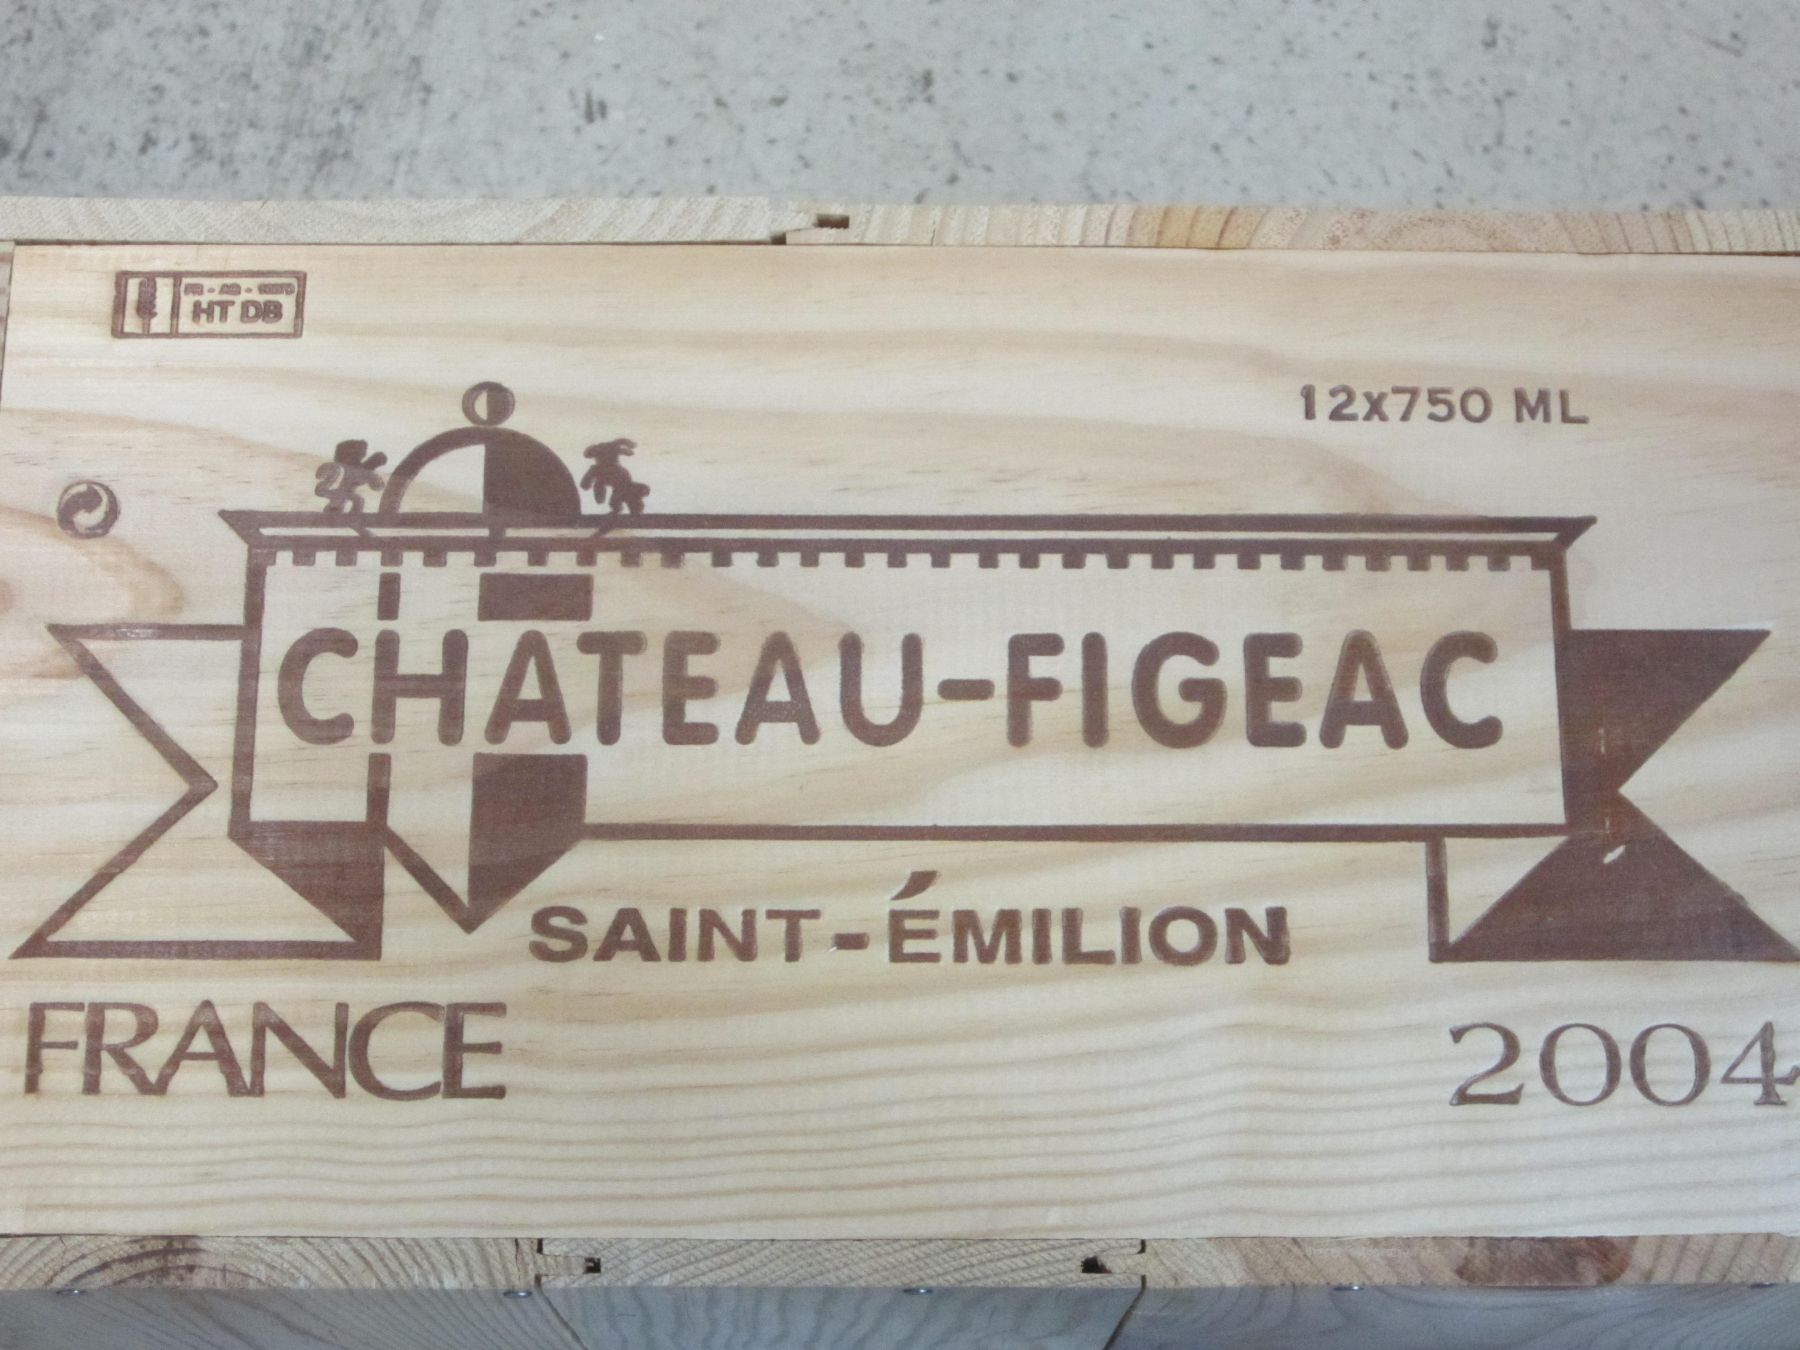 HT DB
12x750 ML
CHATEAU-FIGEAC
SAINT-ÉMILION
FRANCE
2004